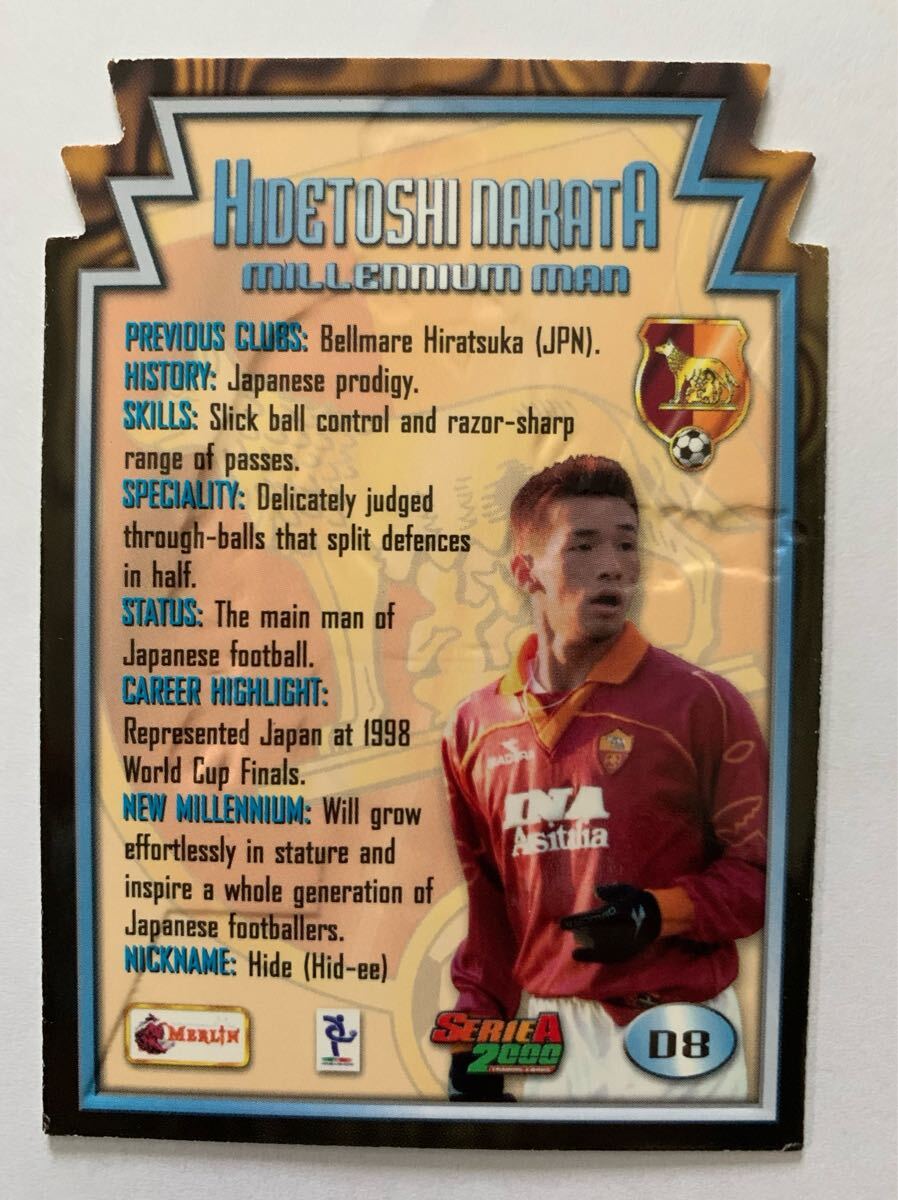 HIDETOSHI NAKATA
MILLENNIUM MAN
PREVIOUS CLUBS: Bellmare Hiratsuka (JPN).
HISTORY: Japanese prodigy.
SKILLS: Slick ball control and razor-sharp
range of passes.
SPECIALITY: Delicately judged
through-balls that split defences
in half.
STATUS: The main man of
Japanese football.
CAREER HIGHLIGHT:
Represented Japan at 1998
World Cup Finals.
NEW MILLENNIUM: Will grow
effortlessly in stature and
inspire a whole generation of
Japanese footballers.
NICKNAME: Hide (Hid-ee)
INA
Assitalia
MERLIN
SERIE A
2000
D8